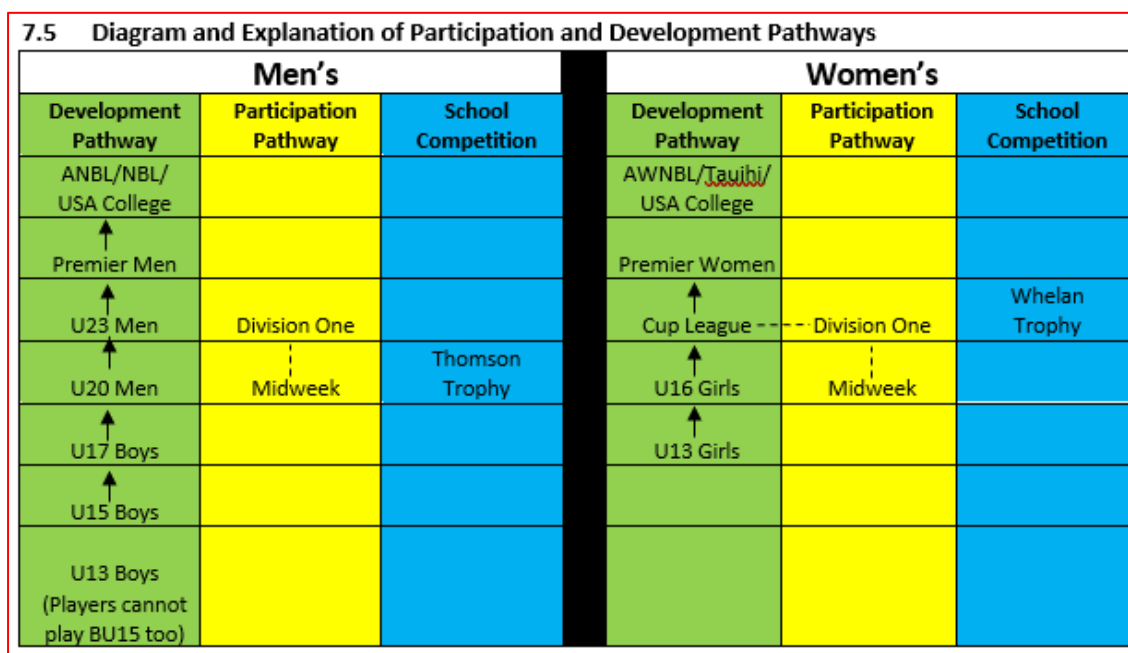 7.5 Diagram and Explanation of Participation and Development Pathways
Men's
Women's
Development Pathway
Participation Pathway
School Competition
Development Pathway
Participation Pathway
School Competition
ANBL/NBL/
USA College
AWNBL/Tauihi/
USA College
Premier Men
Premier Women
U23 Men
Division One
Cup League
Division One
Whelan
Trophy
U20 Men
Midweek
Thomson
Trophy
U16 Girls
Midweek
U17 Boys
U13 Girls
U15 Boys
U13 Boys
(Players cannot
play BU15 too)